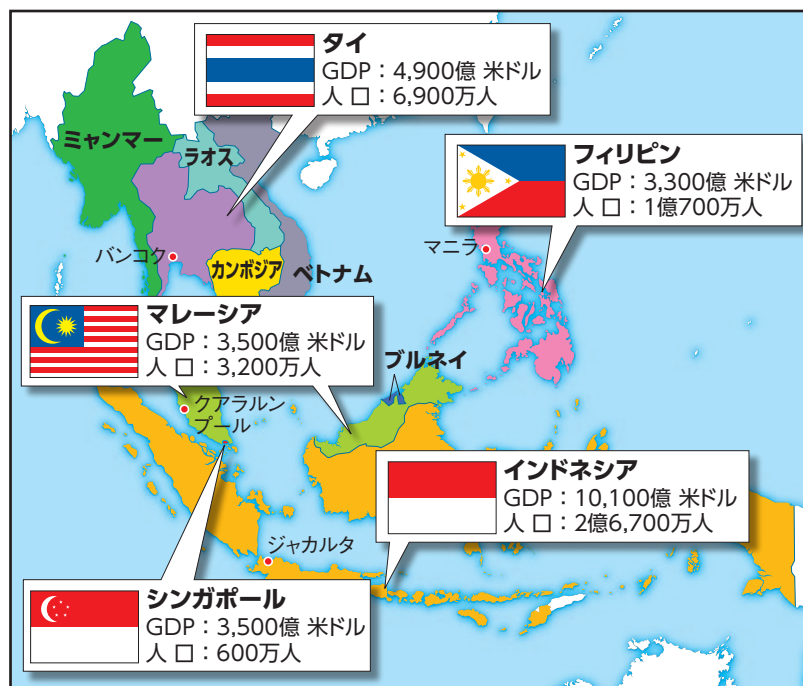 タイ
GDP：4,900億 米ドル
人 口：6,900万人
ミャンマー
ラオス
フィリピン
GDP：3,300億 米ドル
人 口：1億700万人
バンコク
マニラ
カンボジア
ベトナム
マレーシア
GDP：3,500億 米ドル
人 口：3,200万人
ブルネイ
クアラルン
プール
インドネシア
GDP：10,100億 米ドル
人 口：2億6,700万人
ジャカルタ
シンガポール
GDP：3,500億 米ドル
人 口：600万人